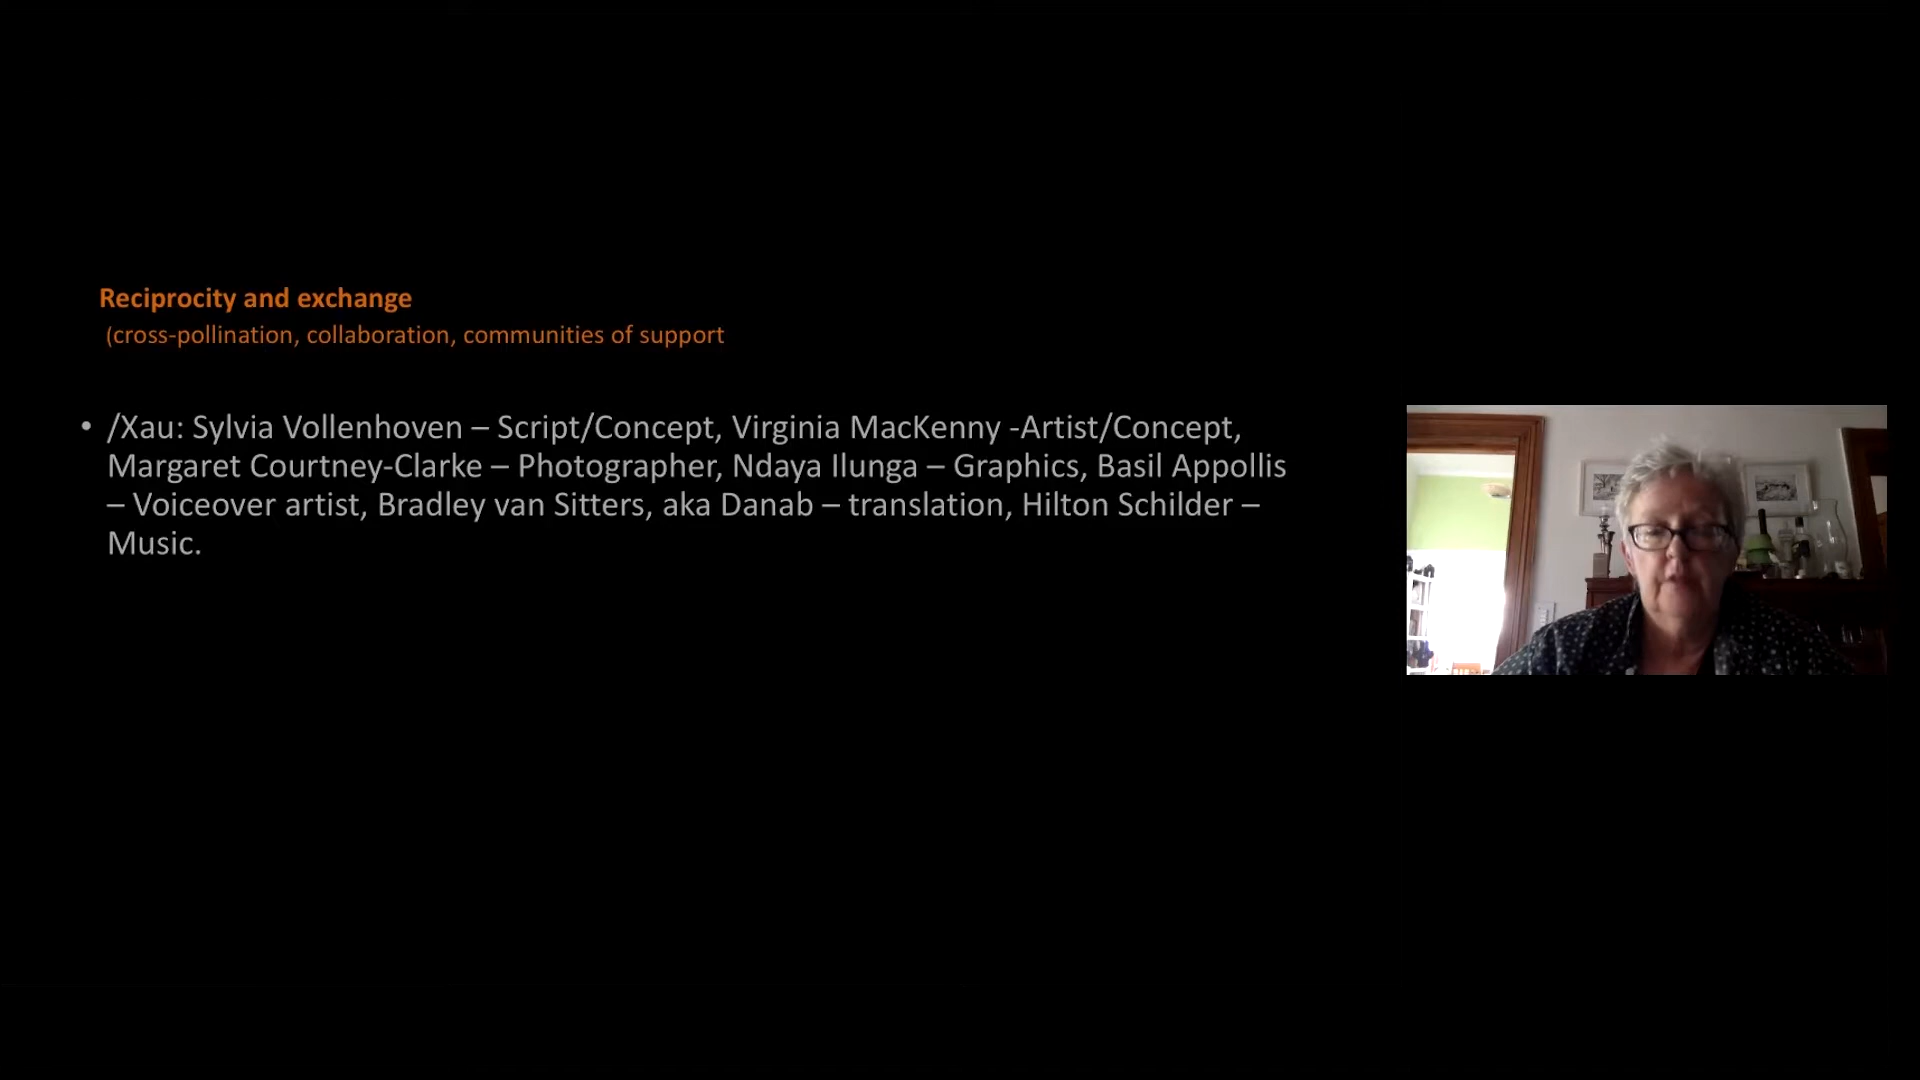 Reciprocity and exchange
(cross-pollination, collaboration, communities of support
• /Xau: Sylvia Vollenhoven – Script/Concept, Virginia MacKenny -Artist/Concept,
Margaret Courtney-Clarke – Photographer, Ndaya Ilunga – Graphics, Basil Appollis
– Voiceover artist, Bradley van Sitters, aka Danab – translation, Hilton Schilder –
Music.